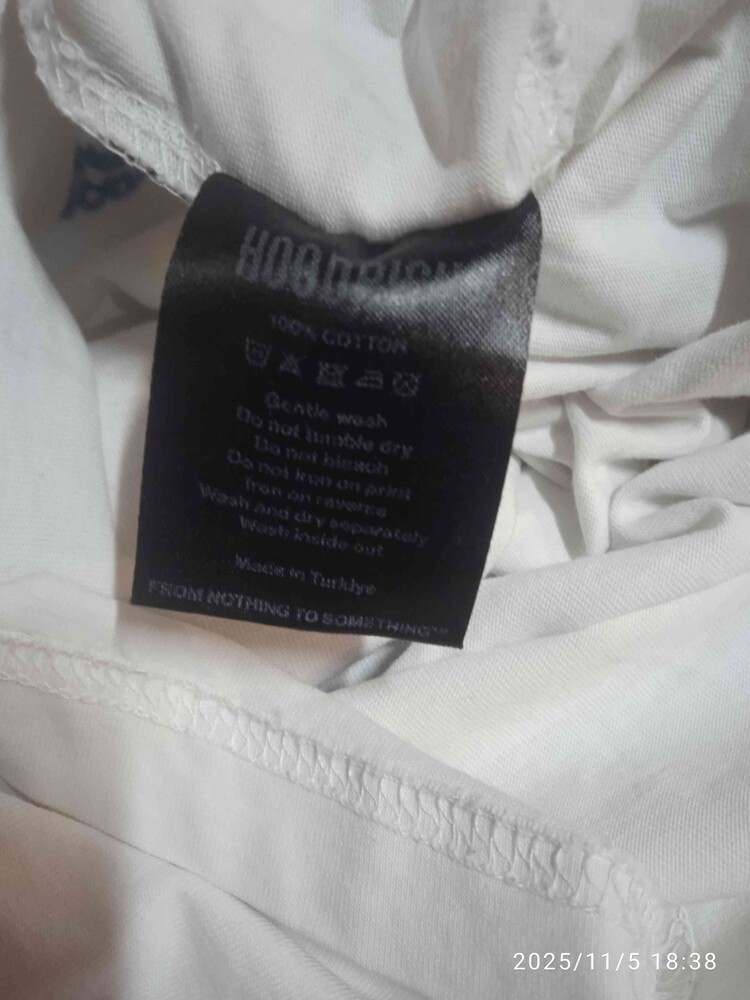 HOODRICH
100% COTTON
Gentle wash
Do not tumble dry
Do not bleach
Do not iron on print
Iron on reverse
Wash and dry separately
Wash inside out
Made in Turkiye
FROM NOTHING TO SOMETHING™
2025/11/5 18:38